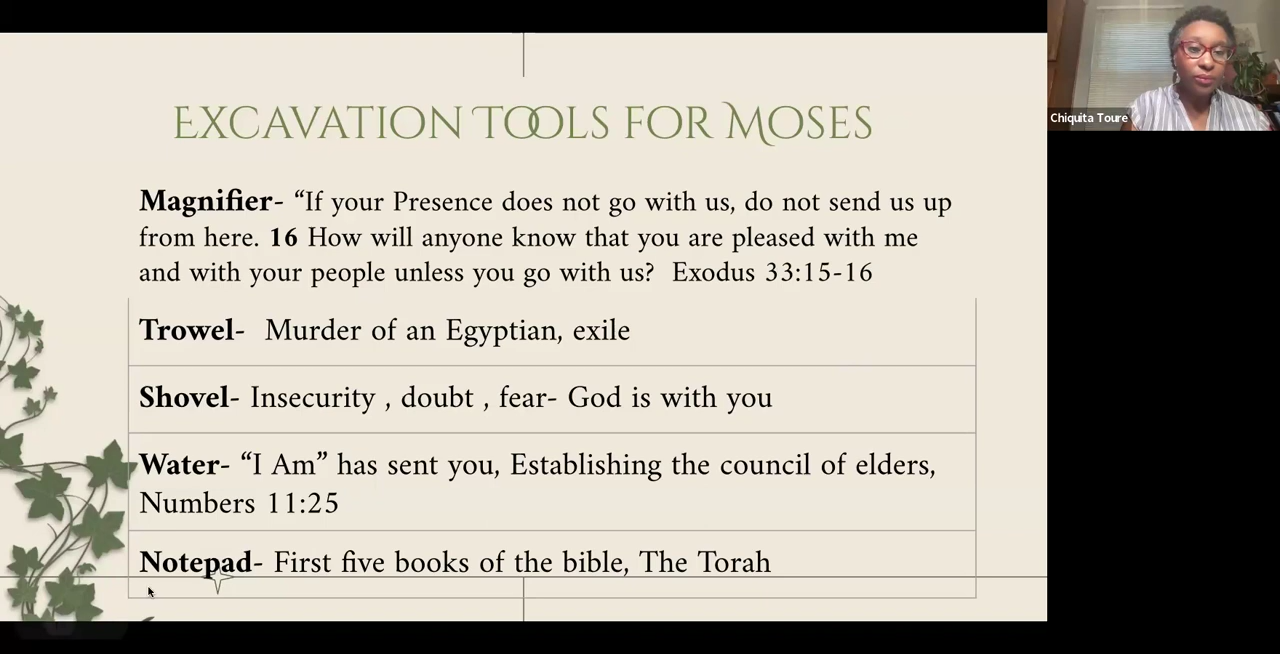 Excavation Tools for Moses
Magnifier- “If your Presence does not go with us, do not send us up
from here. 16 How will anyone know that you are pleased with me
and with your people unless you go with us? Exodus 33:15-16
Trowel- Murder of an Egyptian, exile
Shovel- Insecurity , doubt , fear- God is with you
Water- “I Am” has sent you, Establishing the council of elders,
Numbers 11:25
Notepad- First five books of the bible, The Torah
Chiquita Toure